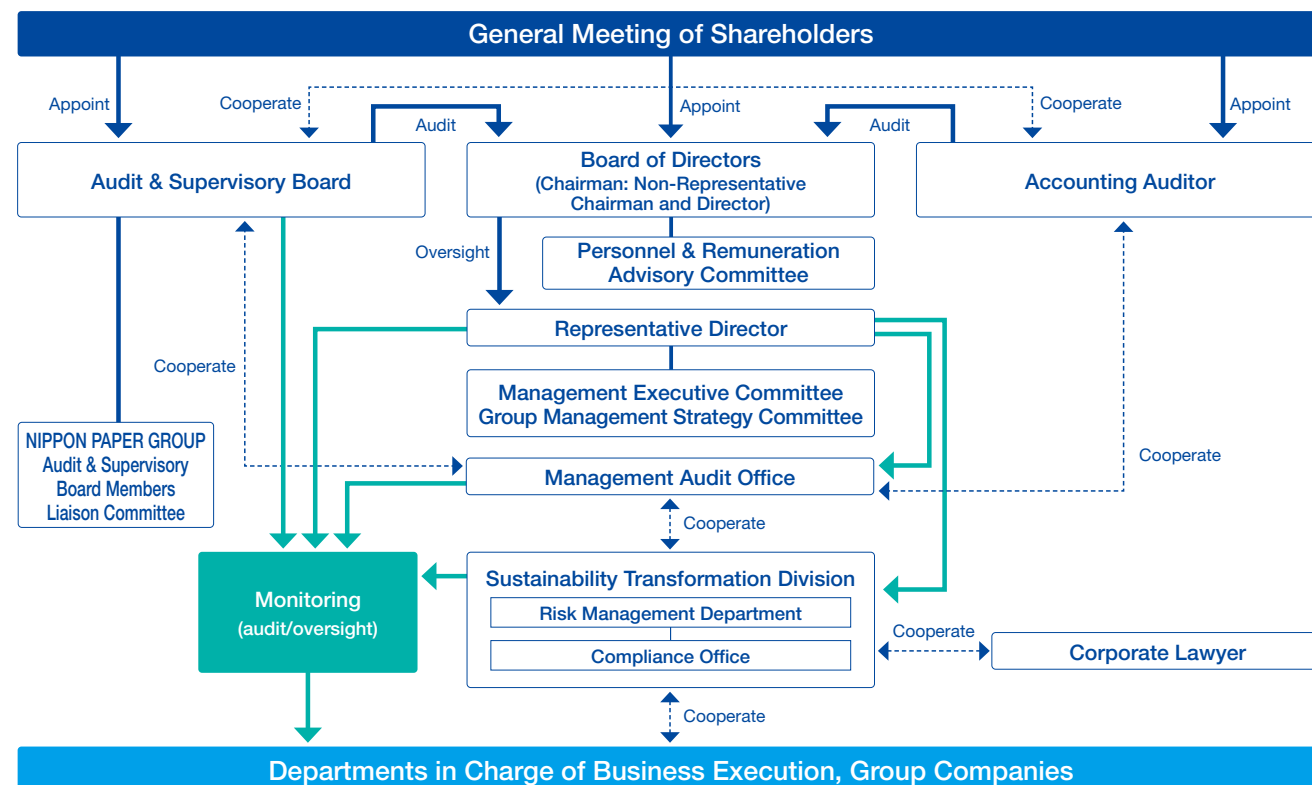 General Meeting of Shareholders
Appoint
Cooperate
Audit
Appoint
Audit
Cooperate
Appoint
Audit & Supervisory Board
Board of Directors
(Chairman: Non-Representative
Chairman and Director)
Accounting Auditor
Oversight
Personnel & Remuneration
Advisory Committee
Representative Director
Cooperate
Management Executive Committee
Group Management Strategy Committee
NIPPON PAPER GROUP
Audit & Supervisory
Board Members
Liaison Committee
Management Audit Office
Cooperate
Cooperate
Monitoring
(audit/oversight)
Sustainability Transformation Division
Risk Management Department
Compliance Office
Cooperate
Corporate Lawyer
Cooperate
Departments in Charge of Business Execution, Group Companies